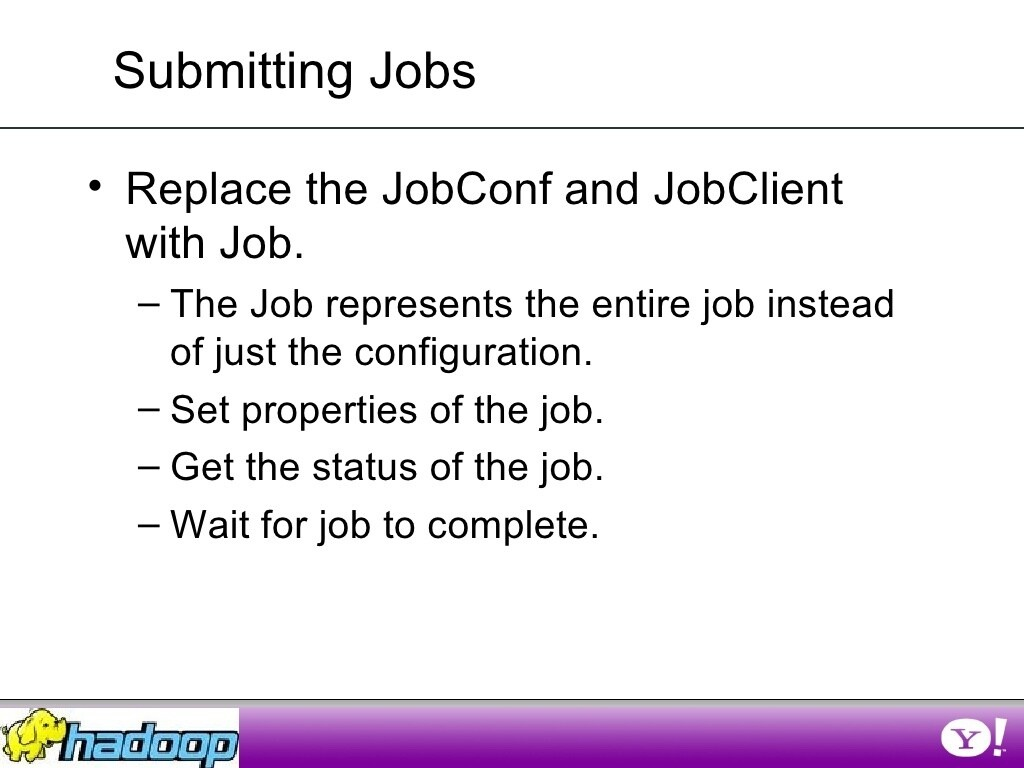 Submitting Jobs
• Replace the JobConf and JobClient
with Job.
– The Job represents the entire job instead
of just the configuration.
– Set properties of the job.
– Get the status of the job.
– Wait for job to complete.
hadoop
Y!